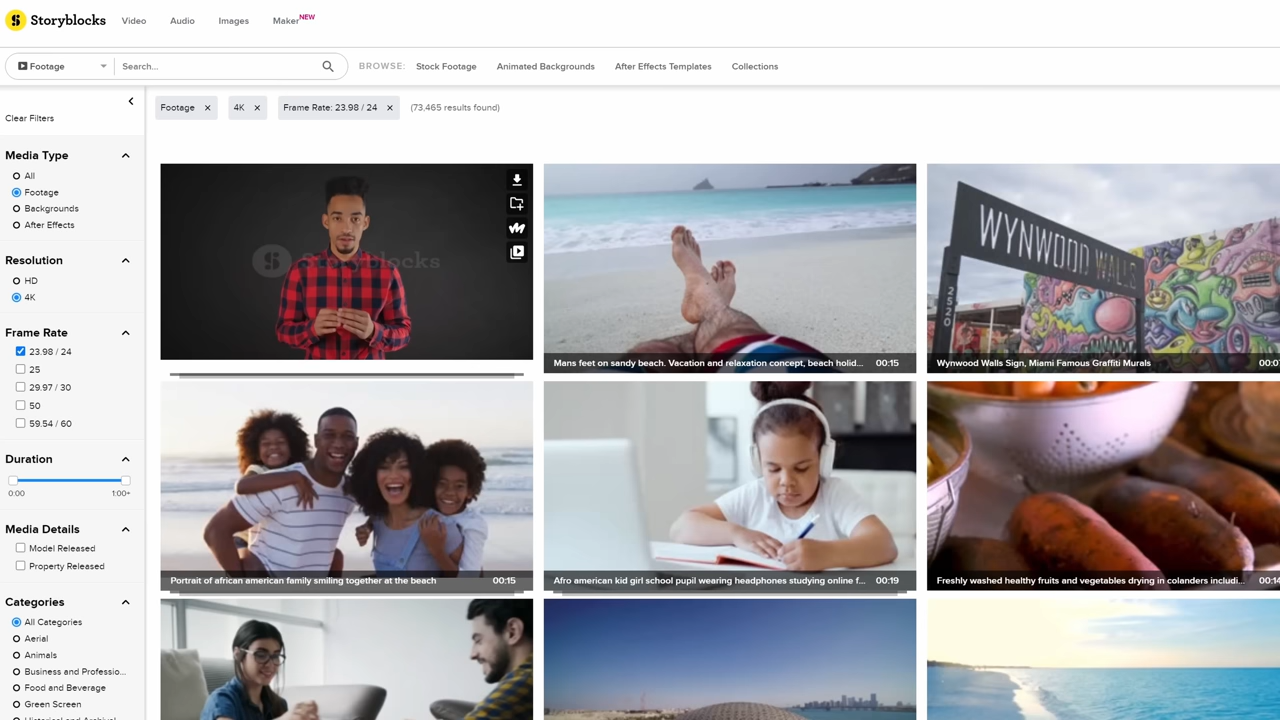 Storyblocks
Video
Audio
Images
Maker NEW
Footage
Search...
BROWSE:
Stock Footage
Animated Backgrounds
After Effects Templates
Collections
Clear Filters
Footage ×
4K ×
Frame Rate: 23.98 / 24 ×
(73,465 results found)
Media Type
All
Footage
Backgrounds
After Effects
Resolution
HD
4K
Frame Rate
23.98 / 24
25
29.97 / 30
50
59.54 / 60
Duration
0:00
1:00+
Media Details
Model Released
Property Released
Categories
All Categories
Aerial
Animals
Business and Professio...
Food and Beverage
Green Screen
Storyblocks
Mans feet on sandy beach. Vacation and relaxation concept, beach holid... 00:15
WYNWOOD WALLS
2520
Wynwood Walls Sign, Miami Famous Graffiti Murals
Portrait of african american family smiling together at the beach 00:15
Afro american kid girl school pupil wearing headphones studying online f... 00:19
Freshly washed healthy fruits and vegetables drying in colanders includi...